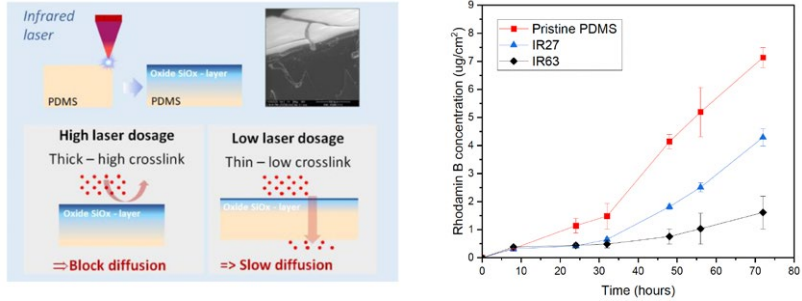 Infrared
laser
PDMS
Oxide SiOx - layer
PDMS
High laser dosage
Thick – high crosslink
Oxide SiOx - layer
⇒Block diffusion
Low laser dosage
Thin – low crosslink
Oxide SiOx - layer
=> Slow diffusion
Rhodamin B concentration (ug/cm²)
9
8
7
6
5
4
3
2
1
0
Pristine PDMS
IR27
IR63
0 10 20 30 40 50 60 70 80
Time (hours)